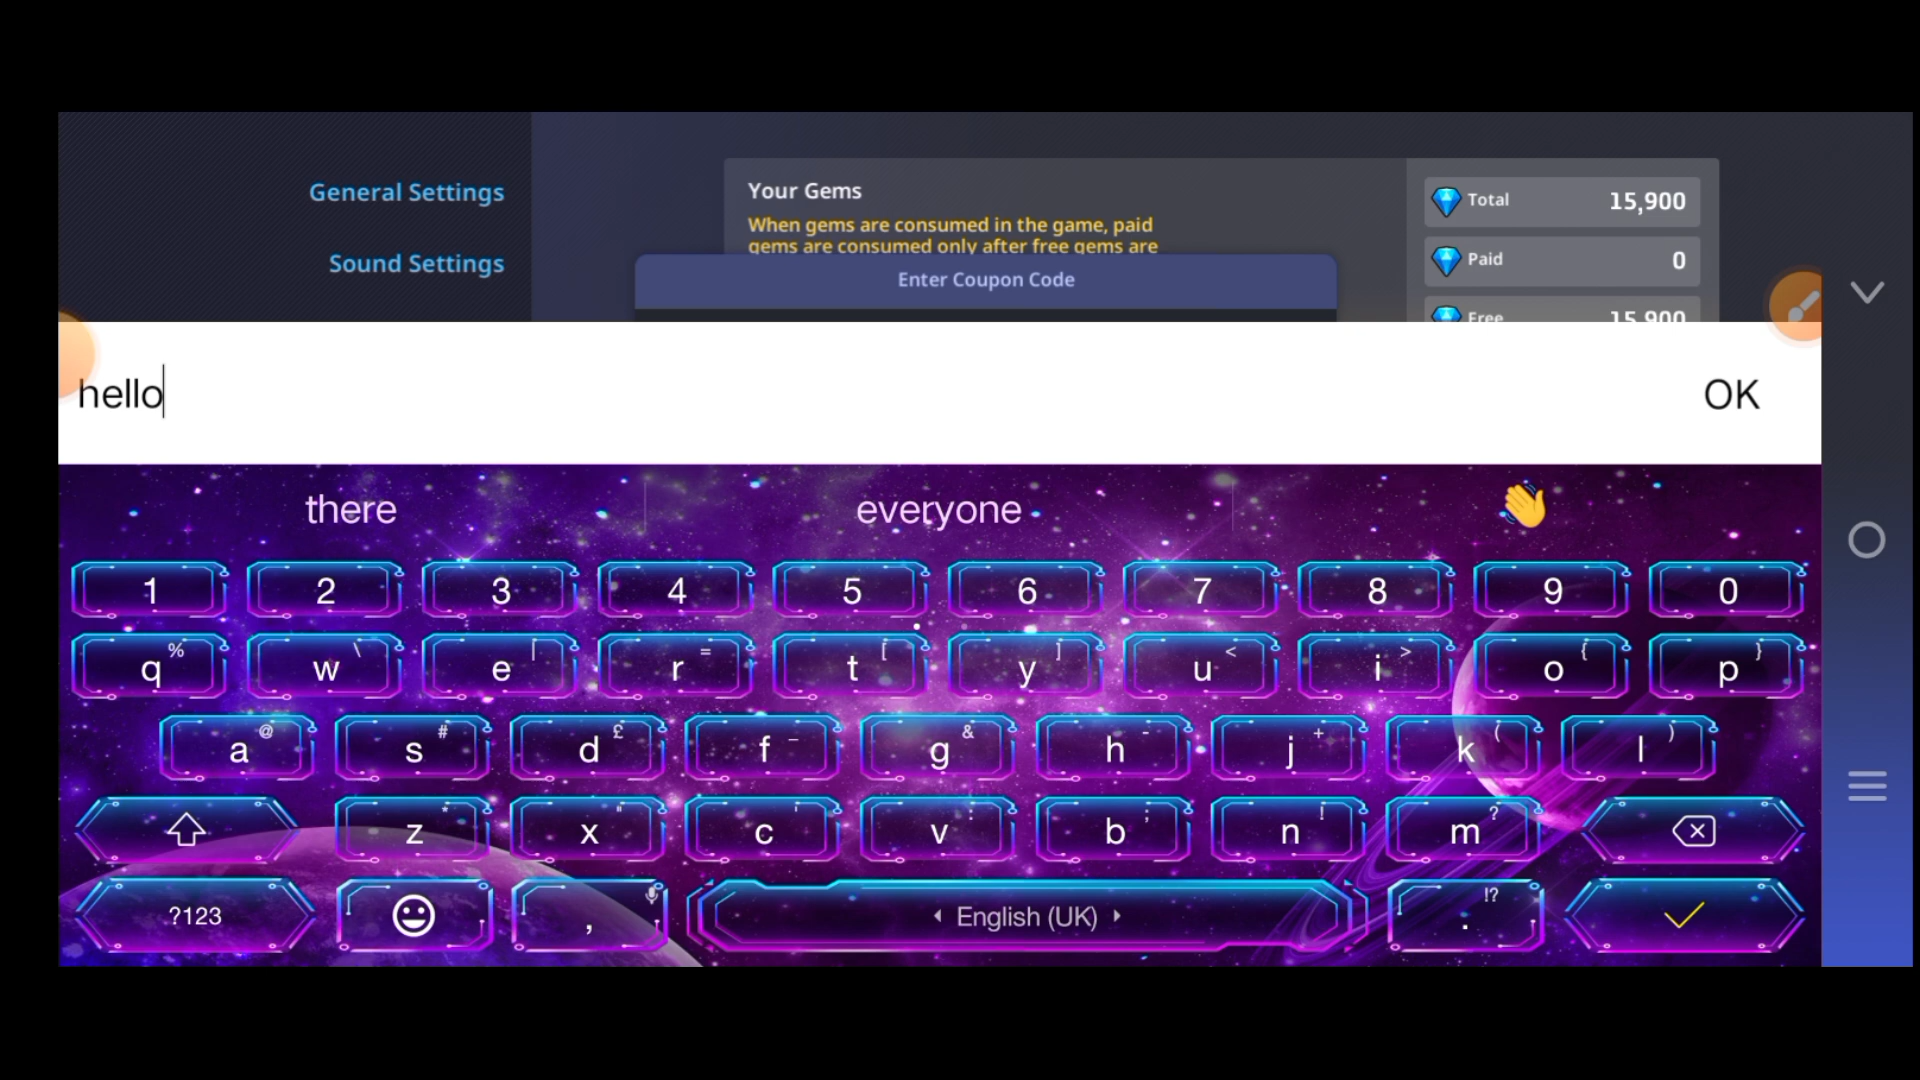 General Settings
Sound Settings
Your Gems
When gems are consumed in the game, paid
gems are consumed only after free gems are
Total 15,900
Paid 0
Free 15,900
Enter Coupon Code
hello
OK
there everyone 👋
1 2 3 4 5 6 7 8 9 0
q % w \ e | r = t [ y ] u < i > o { p }
a @ s # d £ f _ g & h - j + k ( l )
z * x " c ' v : b ; n ! m ?
?123 , English (UK) . !?